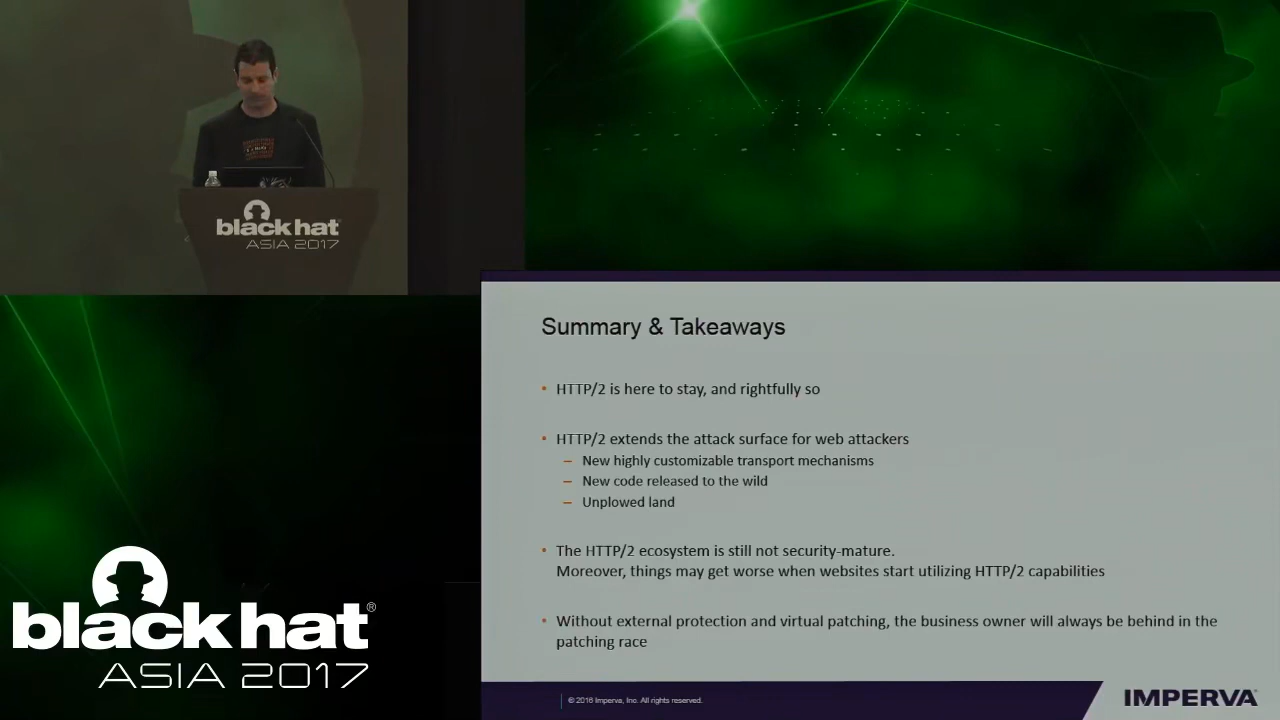 black hat
ASIA 2017
Summary & Takeaways
• HTTP/2 is here to stay, and rightfully so
• HTTP/2 extends the attack surface for web attackers
– New highly customizable transport mechanisms
– New code released to the wild
– Unplowed land
• The HTTP/2 ecosystem is still not security-mature.
Moreover, things may get worse when websites start utilizing HTTP/2 capabilities
• Without external protection and virtual patching, the business owner will always be behind in the
patching race
© 2016 Imperva, Inc. All rights reserved.
IMPERVA
black hat®
ASIA 2017